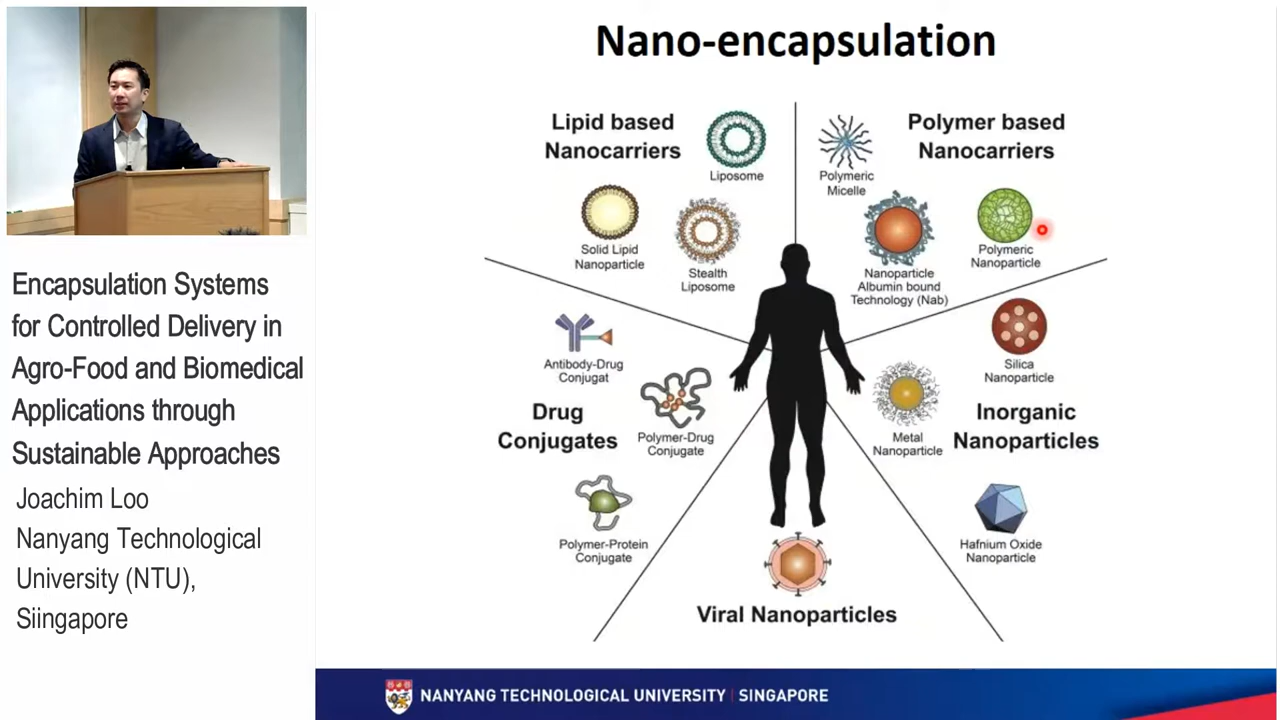 Nano-encapsulation
Lipid based
Nanocarriers
Liposome
Solid Lipid
Nanoparticle
Stealth
Liposome
Polymer based
Nanocarriers
Polymeric
Micelle
Nanoparticle
Albumin bound
Technology (Nab)
Polymeric
Nanoparticle
Antibody-Drug
Conjugat
Drug
Conjugates
Polymer-Drug
Conjugate
Polymer-Protein
Conjugate
Silica
Nanoparticle
Inorganic
Nanoparticles
Metal
Nanoparticle
Hafnium Oxide
Nanoparticle
Viral Nanoparticles
NANYANG TECHNOLOGICAL UNIVERSITY | SINGAPORE
Encapsulation Systems
for Controlled Delivery in
Agro-Food and Biomedical
Applications through
Sustainable Approaches
Joachim Loo
Nanyang Technological
University (NTU),
Siingapore